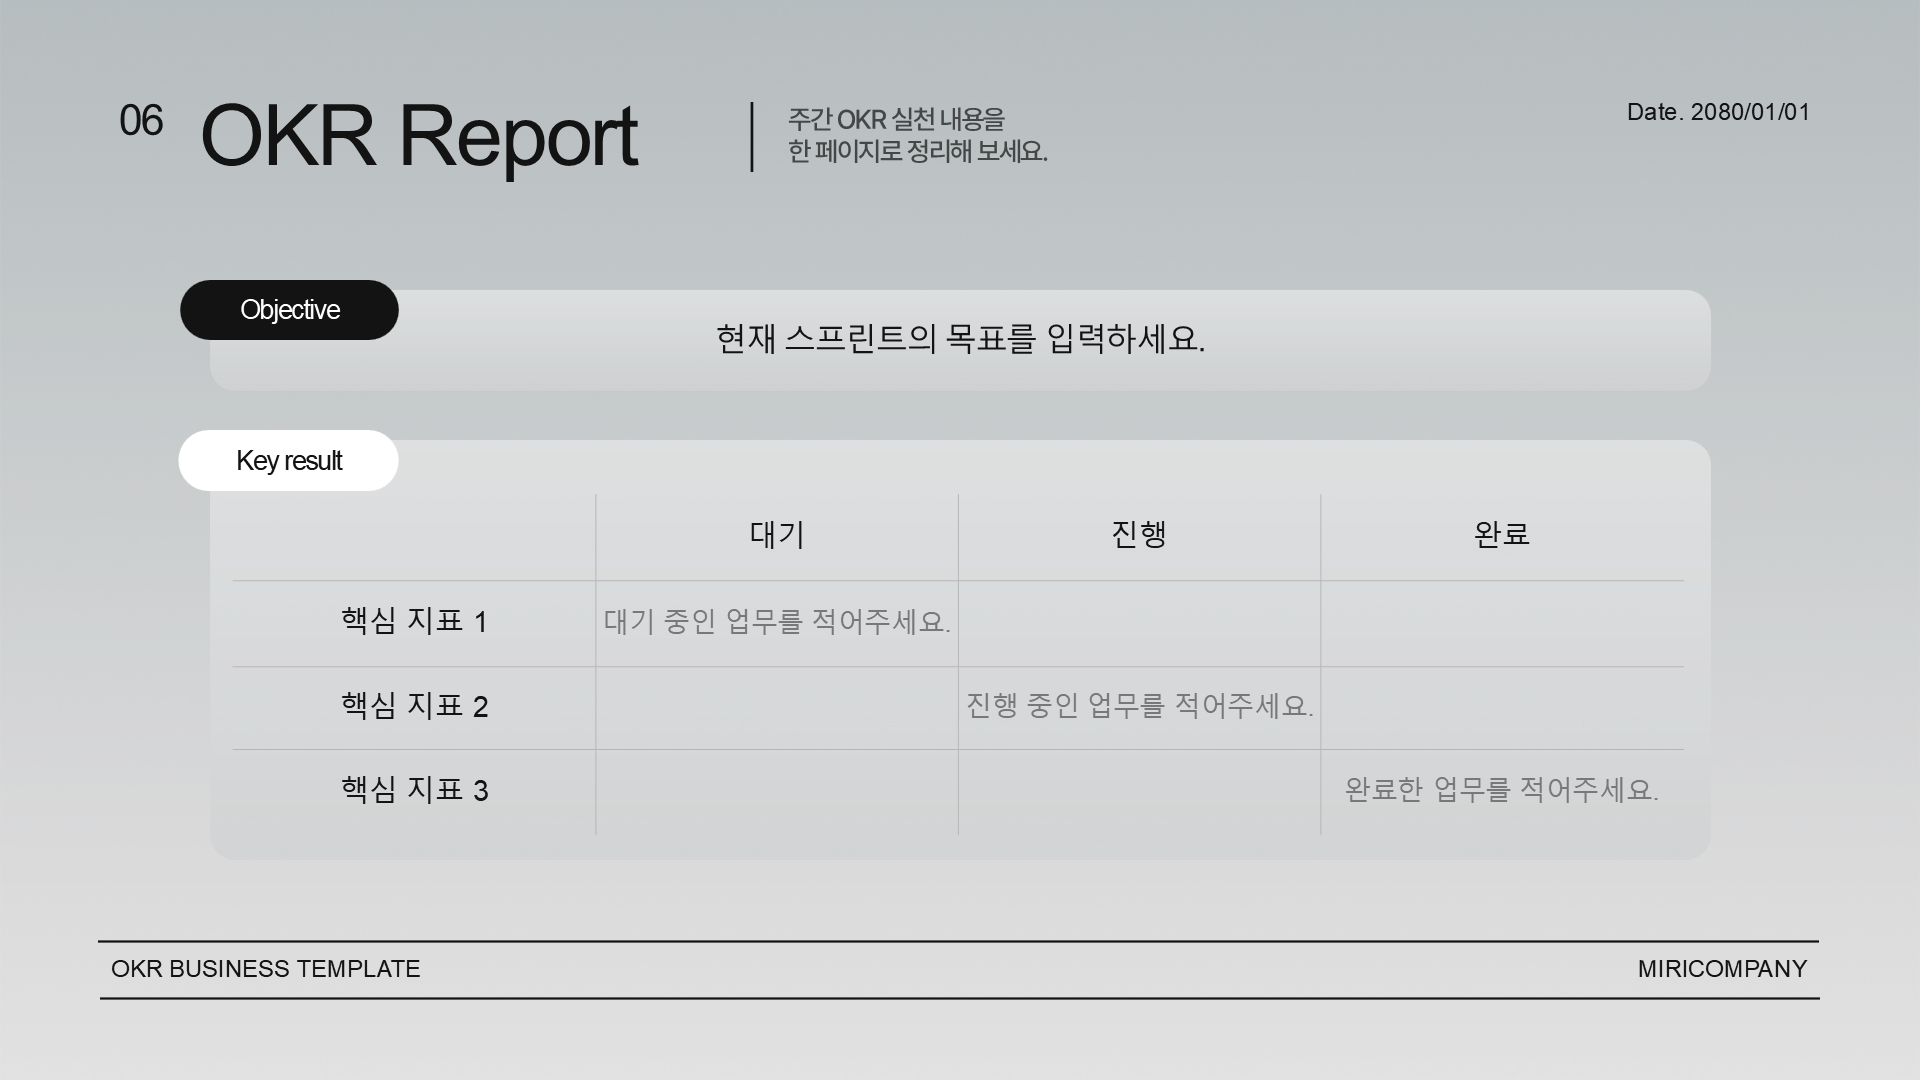 06 OKR Report
주간 OKR 실천 내용을
한 페이지로 정리해 보세요.
Date. 2080/01/01
Objective
현재 스프린트의 목표를 입력하세요.
Key result
대기 진행 완료
핵심 지표 1 대기 중인 업무를 적어주세요.
핵심 지표 2 진행 중인 업무를 적어주세요.
핵심 지표 3 완료한 업무를 적어주세요.
OKR BUSINESS TEMPLATE MIRICOMPANY